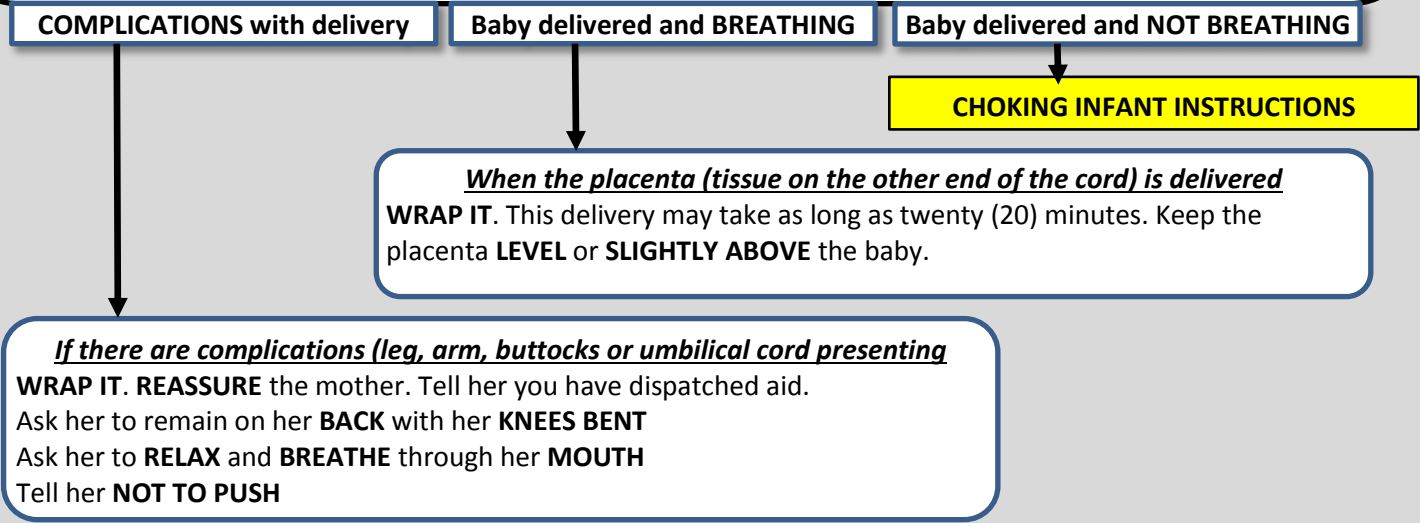 COMPLICATIONS with delivery
Baby delivered and BREATHING
Baby delivered and NOT BREATHING
CHOKING INFANT INSTRUCTIONS
When the placenta (tissue on the other end of the cord) is delivered
WRAP IT. This delivery may take as long as twenty (20) minutes. Keep the
placenta LEVEL or SLIGHTLY ABOVE the baby.
If there are complications (leg, arm, buttocks or umbilical cord presenting
WRAP IT. REASSURE the mother. Tell her you have dispatched aid.
Ask her to remain on her BACK with her KNEES BENT
Ask her to RELAX and BREATHE through her MOUTH
Tell her NOT TO PUSH